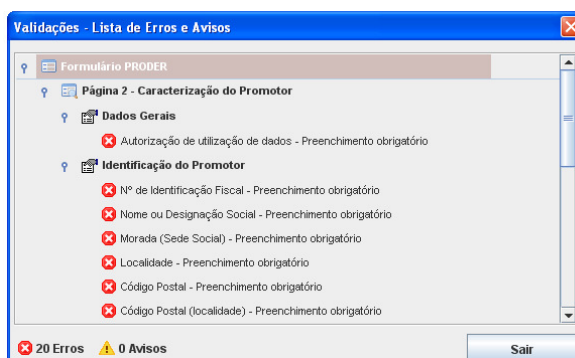 Validações - Lista de Erros e Avisos
Formulário PRODER
Página 2 - Caracterização do Promotor
Dados Gerais
Autorização de utilização de dados - Preenchimento obrigatório
Identificação do Promotor
Nº de Identificação Fiscal - Preenchimento obrigatório
Nome ou Designação Social - Preenchimento obrigatório
Morada (Sede Social) - Preenchimento obrigatório
Localidade - Preenchimento obrigatório
Código Postal - Preenchimento obrigatório
Código Postal (localidade) - Preenchimento obrigatório
20 Erros 0 Avisos Sair